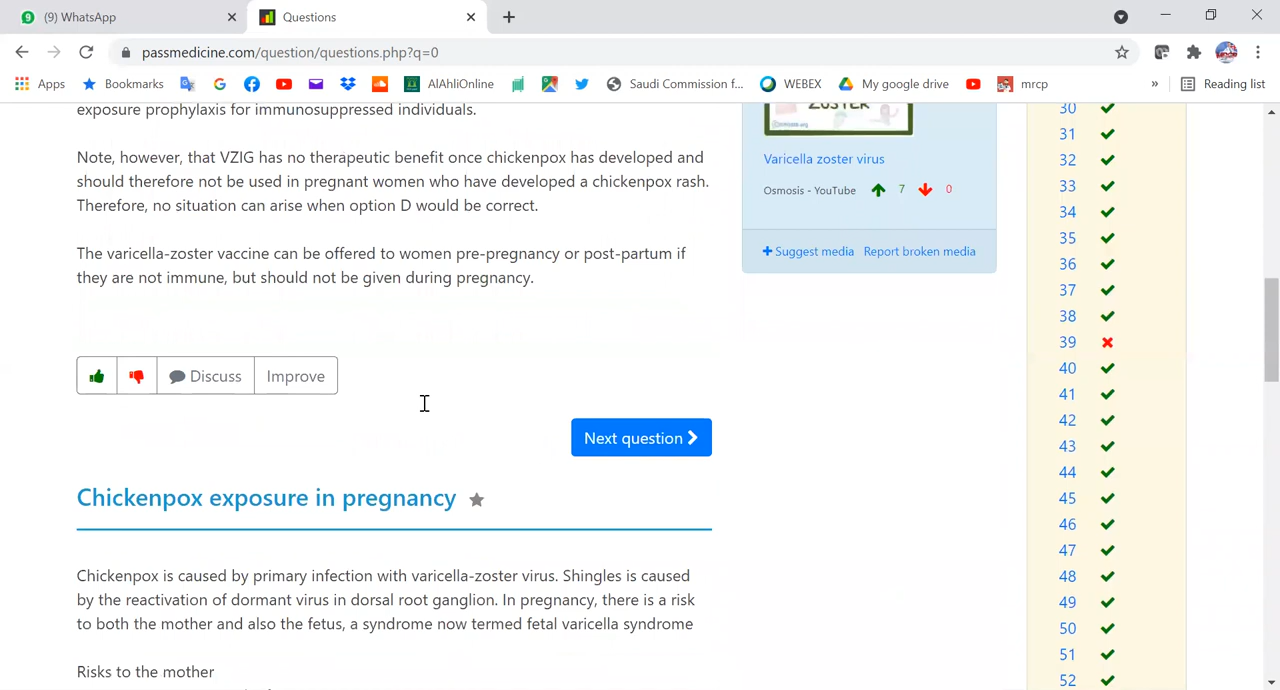 (9) WhatsApp
Questions
passmedicine.com/question/questions.php?q=0
Apps
Bookmarks
AlAhliOnline
Saudi Commission f...
WEBEX
My google drive
mrcp
»
Reading list
exposure prophylaxis for immunosuppressed individuals.
Note, however, that VZIG has no therapeutic benefit once chickenpox has developed and
should therefore not be used in pregnant women who have developed a chickenpox rash.
Therefore, no situation can arise when option D would be correct.
The varicella-zoster vaccine can be offered to women pre-pregnancy or post-partum if
they are not immune, but should not be given during pregnancy.
Discuss
Improve
Next question
Chickenpox exposure in pregnancy
Chickenpox is caused by primary infection with varicella-zoster virus. Shingles is caused
by the reactivation of dormant virus in dorsal root ganglion. In pregnancy, there is a risk
to both the mother and also the fetus, a syndrome now termed fetal varicella syndrome
Risks to the mother
ZOSTER
Varicella zoster virus
Osmosis - YouTube 7 0
Suggest media Report broken media
30
31
32
33
34
35
36
37
38
39
40
41
42
43
44
45
46
47
48
49
50
51
52